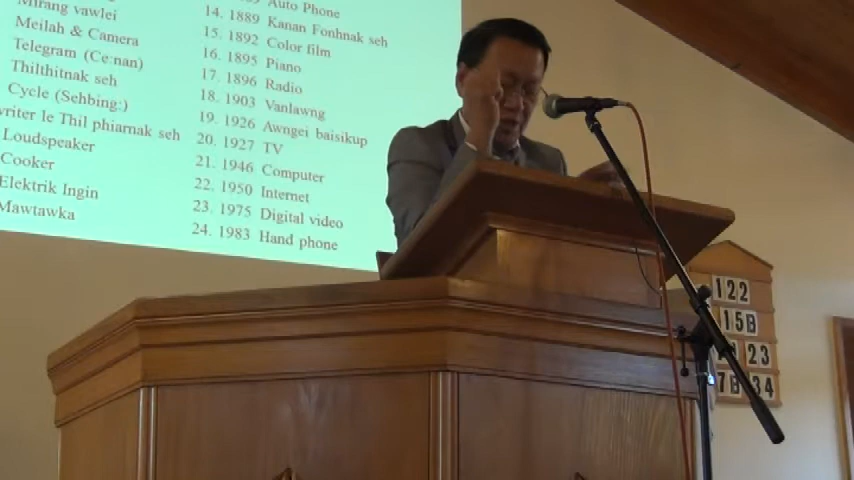 Mirang vawlei
Meilah & Camera
Telegram (Ce:nan)
Thilthitnak seh
Cycle (Sehbing:)
writer le Thil phiarnak seh
Loudspeaker
Cooker
Elektrik Ingin
Mawtawka
Auto Phone
14. 1889 Kanan Fonhnak seh
15. 1892 Color film
16. 1895 Piano
17. 1896 Radio
18. 1903 Vanlawng
19. 1926 Awngei baisikup
20. 1927 TV
21. 1946 Computer
22. 1950 Internet
23. 1975 Digital video
24. 1983 Hand phone
122
15B
23
7B 34